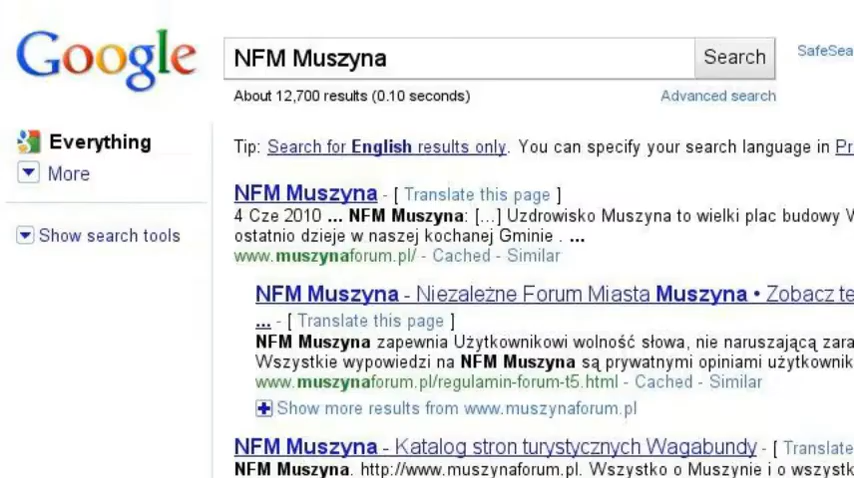 Google
NFM Muszyna Search SafeSea
About 12,700 results (0.10 seconds) Advanced search
Everything
More
Show search tools
Tip: Search for English results only. You can specify your search language in Pr
NFM Muszyna - [ Translate this page ]
4 Cze 2010 ... NFM Muszyna: [...] Uzdrowisko Muszyna to wielki plac budowy V
ostatnio dzieje w naszej kochanej Gminie . ...
www.muszynaforum.pl/ - Cached - Similar
NFM Muszyna - Niezależne Forum Miasta Muszyna • Zobacz te
... - [ Translate this page ]
NFM Muszyna zapewnia Użytkownikowi wolność słowa, nie naruszającą zara
Wszystkie wypowiedzi na NFM Muszyna są prywatnymi opiniami użytkownik
www.muszynaforum.pl/regulamin-forum-t5.html - Cached - Similar
Show more results from www.muszynaforum.pl
NFM Muszyna - Katalog stron turystycznych Wagabundy - [ Translate
NFM Muszyna. http://www.muszynaforum.pl. Wszystko o Muszynie i o wszystk